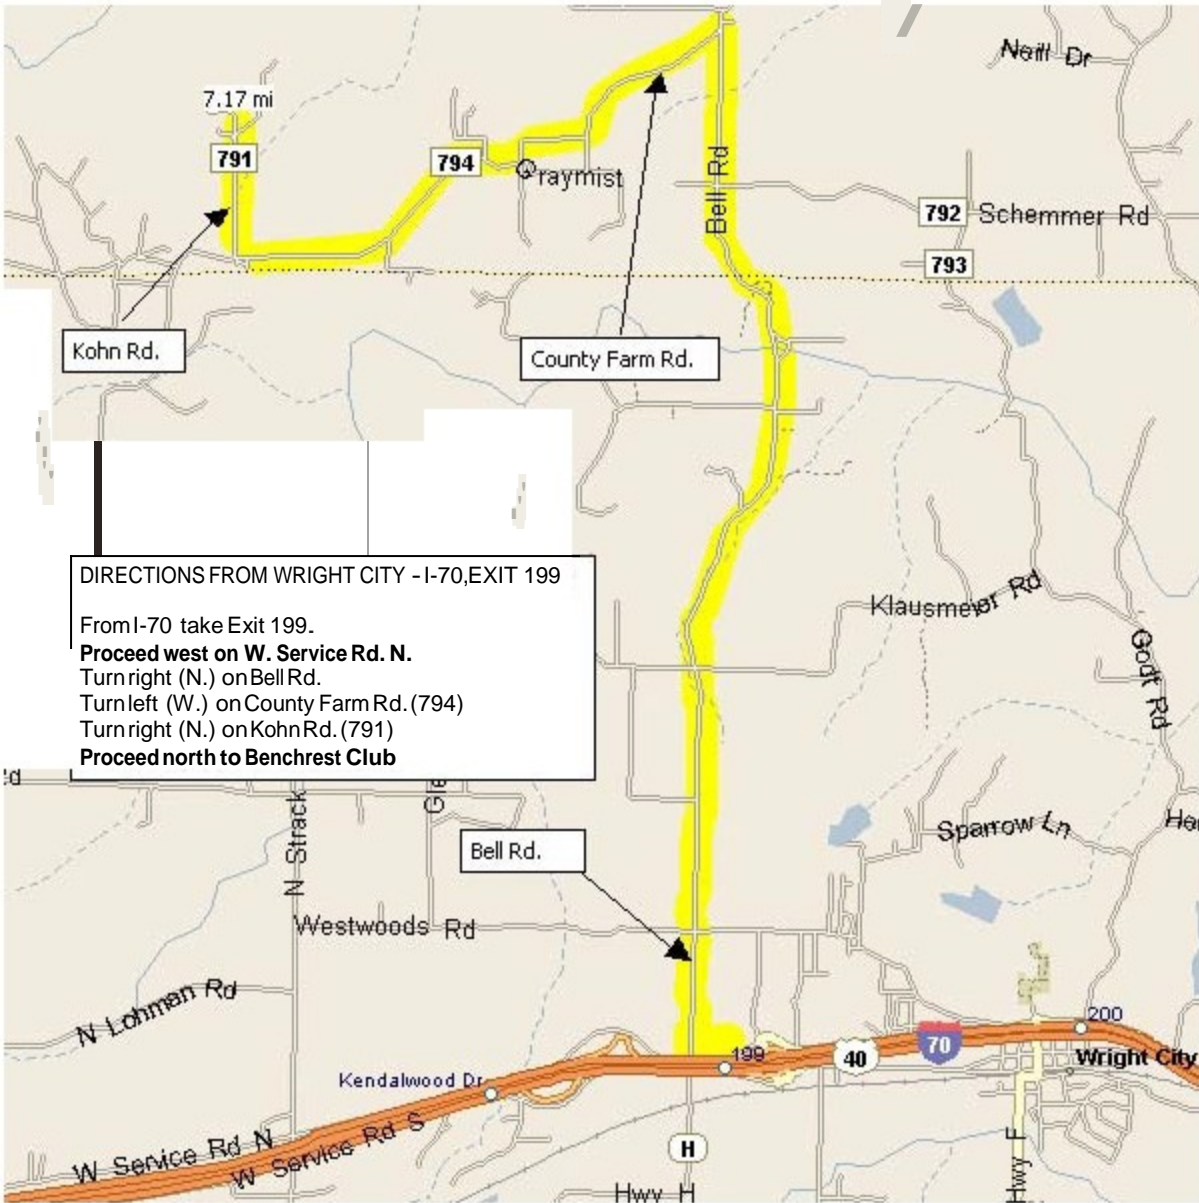 Neill Dr
7.17 mi
791
794
Graymist
Bell Rd
792 Schemmer Rd
793
Kohn Rd.
County Farm Rd.
DIRECTIONS FROM WRIGHT CITY - I-70,EXIT 199
From I-70 take Exit 199.
Proceed west on W. Service Rd. N.
Turn right (N.) on Bell Rd.
Turn left (W.) on County Farm Rd. (794)
Turn right (N.) on Kohn Rd. (791)
Proceed north to Benchrest Club
Klausmeier Rd
Godt Rd
N Strack
Gle
Sparrow Ln
Bell Rd.
Westwoods Rd
N Lohman Rd
200
199
40
70
Wright City
Kendalwood Dr
W Service Rd N
W Service Rd S
H
Hwy H
Hwy F